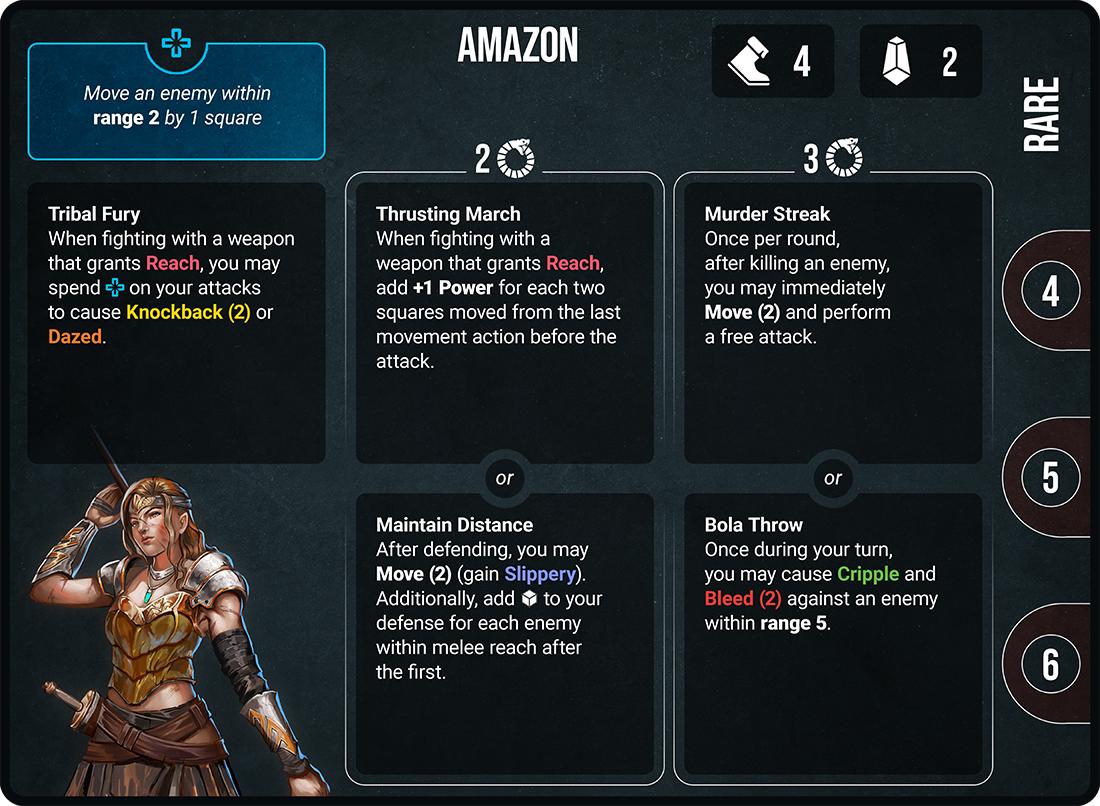 AMAZON
4
2
RARE
Move an enemy within
range 2 by 1 square
2
3
Tribal Fury
When fighting with a weapon
that grants Reach, you may
spend on your attacks
to cause Knockback (2) or
Dazed.
Thrusting March
When fighting with a
weapon that grants Reach,
add +1 Power for each two
squares moved from the last
movement action before the
attack.
or
Maintain Distance
After defending, you may
Move (2) (gain Slippery).
Additionally, add to your
defense for each enemy
within melee reach after
the first.
Murder Streak
Once per round,
after killing an enemy,
you may immediately
Move (2) and perform
a free attack.
or
Bola Throw
Once during your turn,
you may cause Cripple and
Bleed (2) against an enemy
within range 5.
4
5
6